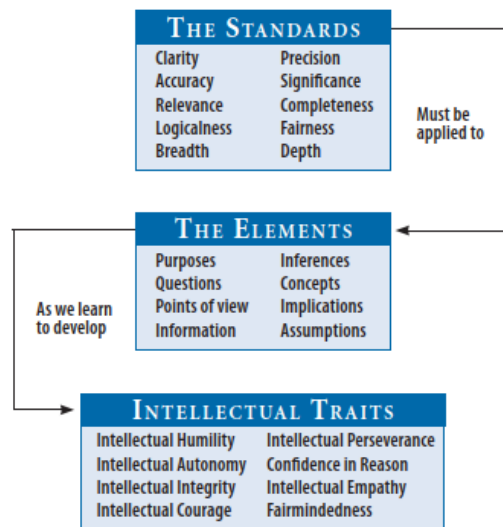 THE STANDARDS
Clarity Precision
Accuracy Significance
Relevance Completeness
Logicalness Fairness
Breadth Depth
Must be
applied to
THE ELEMENTS
Purposes Inferences
Questions Concepts
Points of view Implications
Information Assumptions
As we learn
to develop
INTELLECTUAL TRAITS
Intellectual Humility Intellectual Perseverance
Intellectual Autonomy Confidence in Reason
Intellectual Integrity Intellectual Empathy
Intellectual Courage Fairmindedness